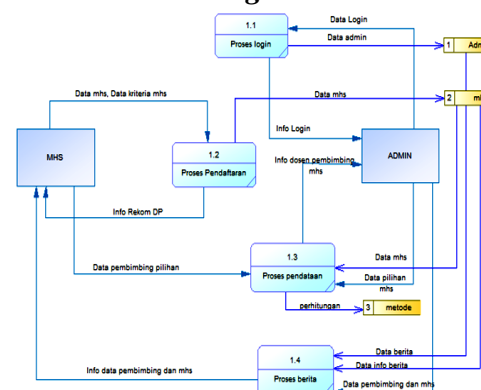 1.1
Proses login
Data Login
Data admin
1
2
Data mhs
Data mhs, Data kriteria mhs
Info Login
MHS
1.2
Proses Pendaftaran
Info dosen pembimbing
mhs
ADMIN
Info Rekom DP
1.3
Proses pendataan
Data mhs
Data pembimbing pilihan
Data pilihan
mhs
perhitungan
3 metode
1.4
Proses berita
Data berita
Data info berita
Info data pembimbing dan mhs
Data pembimbing dan mhs